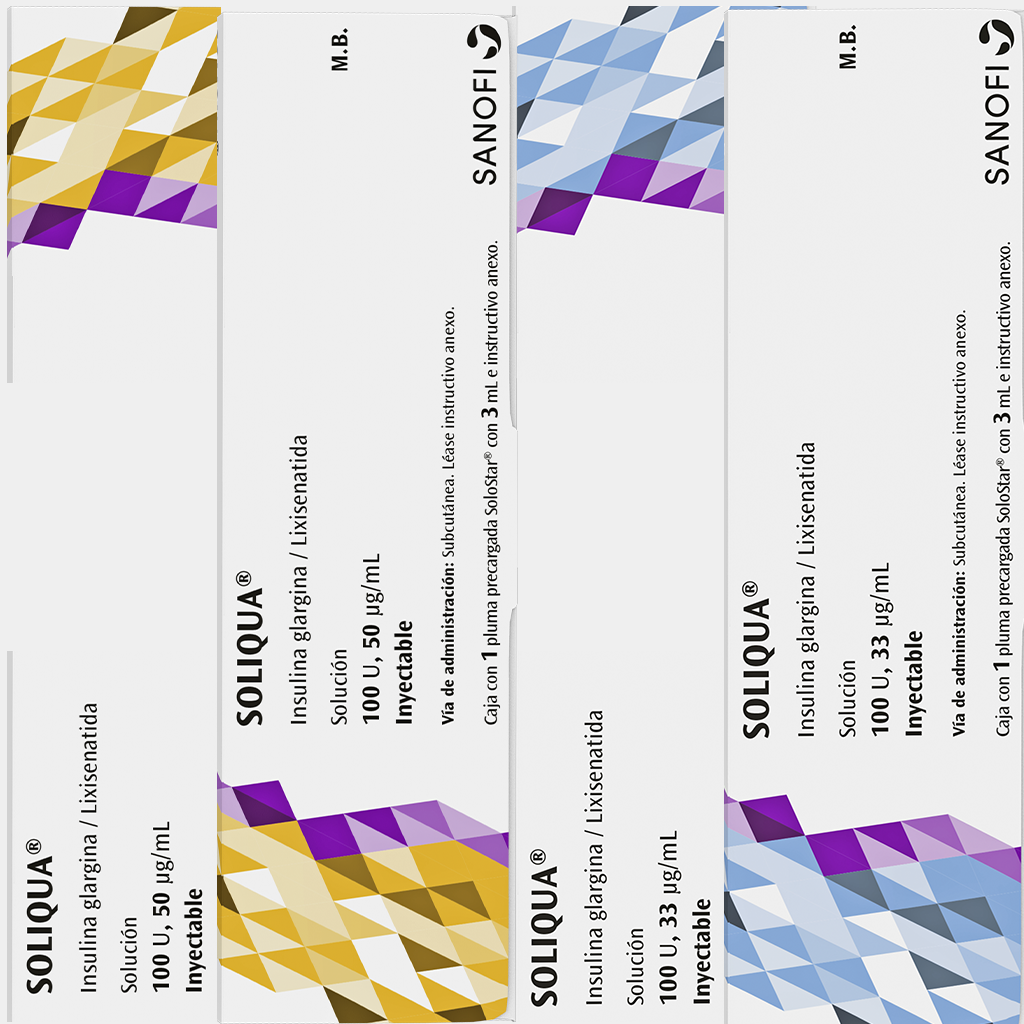 SOLIQUA®
Insulina glargina / Lixisenatida
Solución
100 U, 50 µg/mL
Inyectable
M.B.
SOLIQUA®
Insulina glargina / Lixisenatida
Solución
100 U, 50 µg/mL
Inyectable
Vía de administración: Subcutánea. Léase instructivo anexo.
Caja con 1 pluma precargada SoloStar® con 3 mL e instructivo anexo.
SANOFI
SOLIQUA®
Insulina glargina / Lixisenatida
Solución
100 U, 33 µg/mL
Inyectable
M.B.
SOLIQUA®
Insulina glargina / Lixisenatida
Solución
100 U, 33 µg/mL
Inyectable
Vía de administración: Subcutánea. Léase instructivo anexo.
Caja con 1 pluma precargada SoloStar® con 3 mL e instructivo anexo.
SANOFI